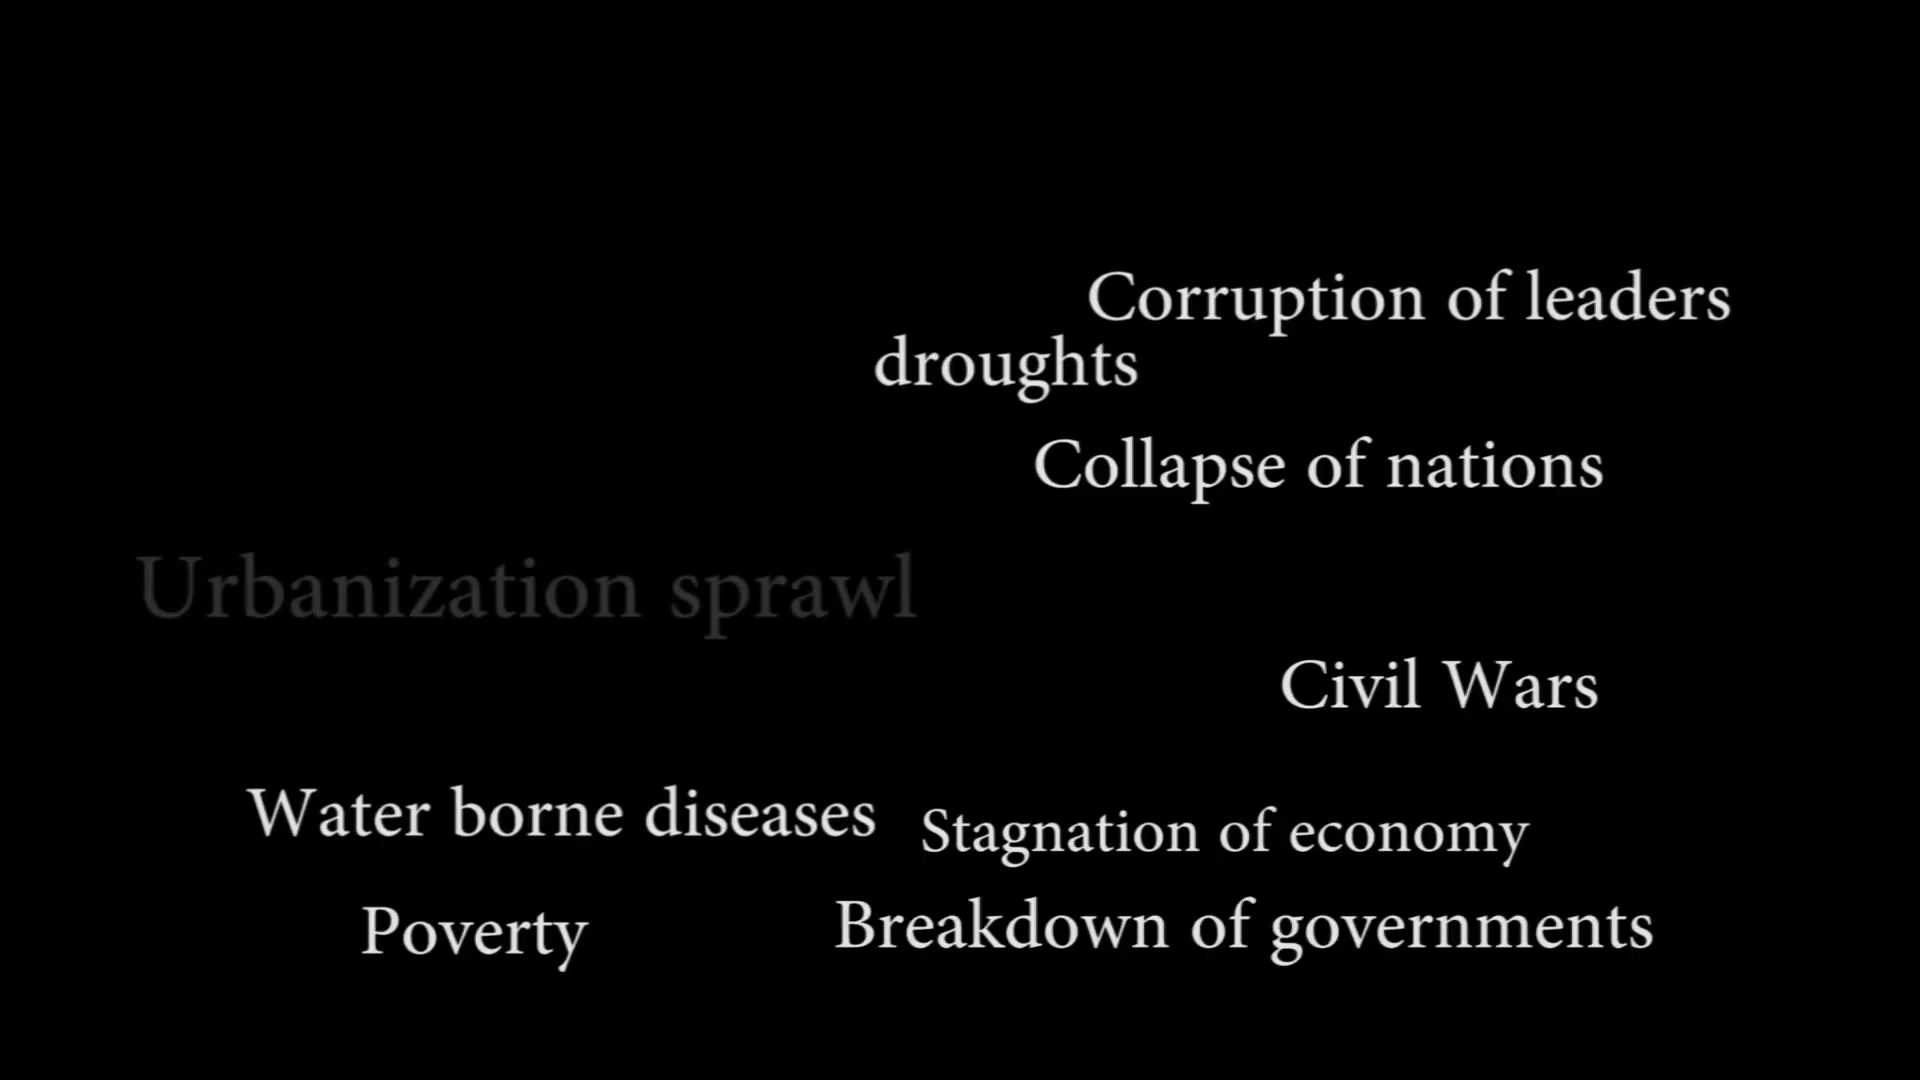 Corruption of leaders
droughts
Collapse of nations
Urbanization sprawl
Civil Wars
Water borne diseases
Stagnation of economy
Poverty
Breakdown of governments